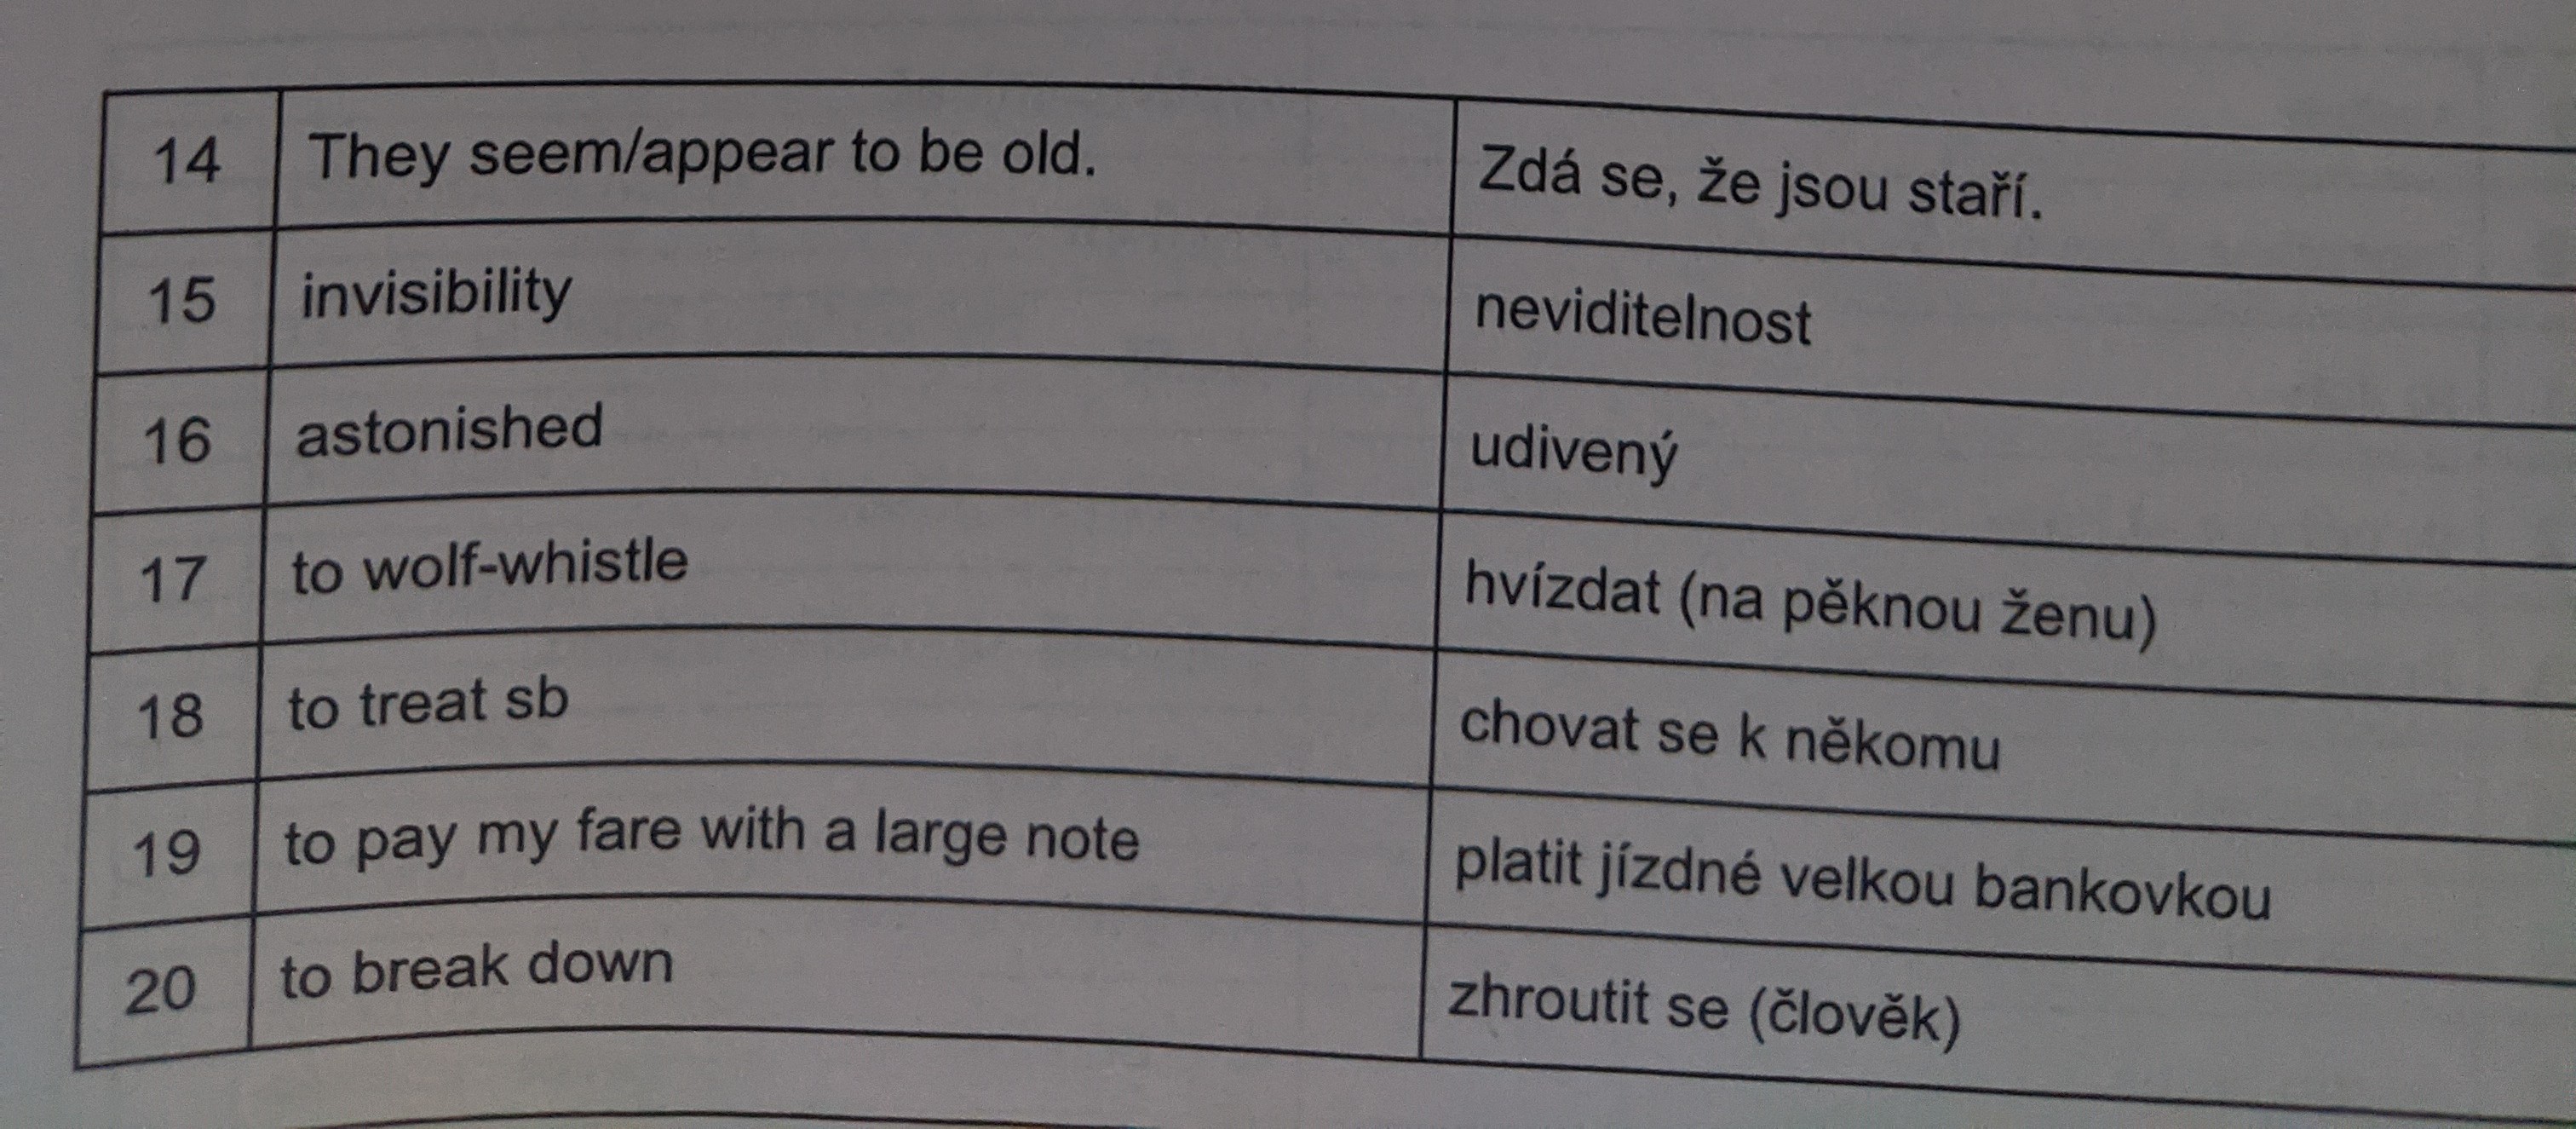 14 They seem/appear to be old. Zdá se, že jsou staří.
15 invisibility neviditelnost
16 astonished udivený
17 to wolf-whistle hvízdat (na pěknou ženu)
18 to treat sb chovat se k někomu
19 to pay my fare with a large note platit jízdné velkou bankovkou
20 to break down zhroutit se (člověk)